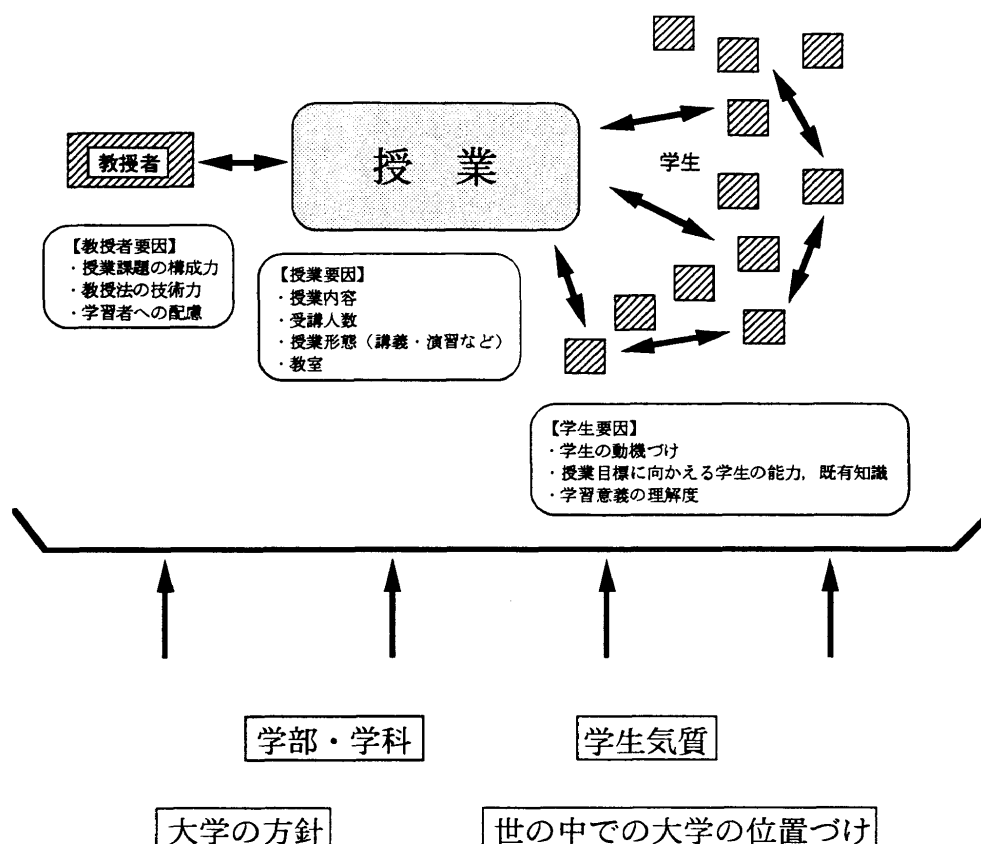 教授者
授 業
学生
【教授者要因】
・授業課題の構成力
・教授法の技術力
・学習者への配慮
【授業要因】
・授業内容
・受講人数
・授業形態（講義・演習など）
・教室
【学生要因】
・学生の動機づけ
・授業目標に向かえる学生の能力，既有知識
・学習意義の理解度
学部・学科
学生気質
大学の方針
世の中での大学の位置づけ